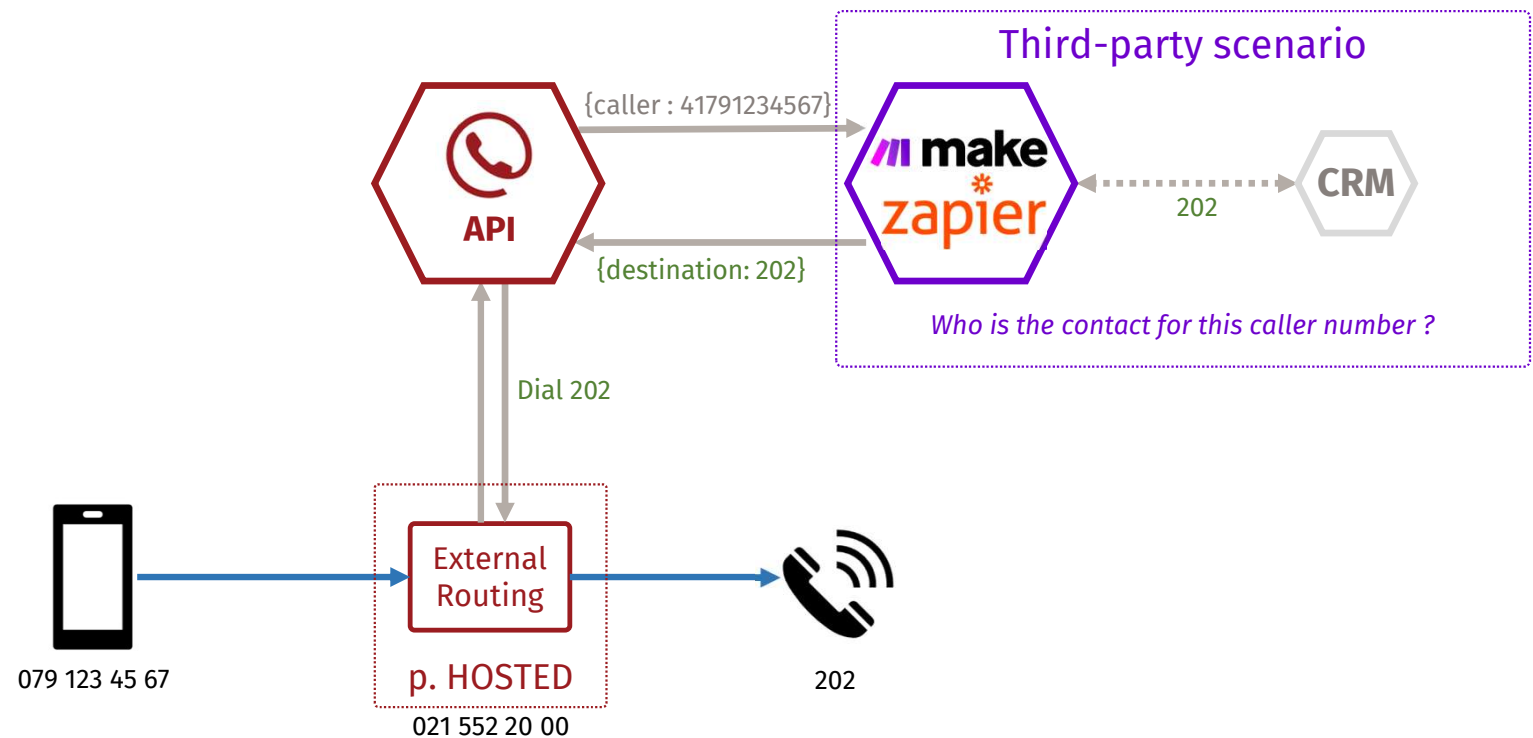 Third-party scenario
{caller : 41791234567}
make
zapier
CRM
202
API
{destination: 202}
Who is the contact for this caller number ?
Dial 202
External
Routing
p. HOSTED
079 123 45 67
202
021 552 20 00